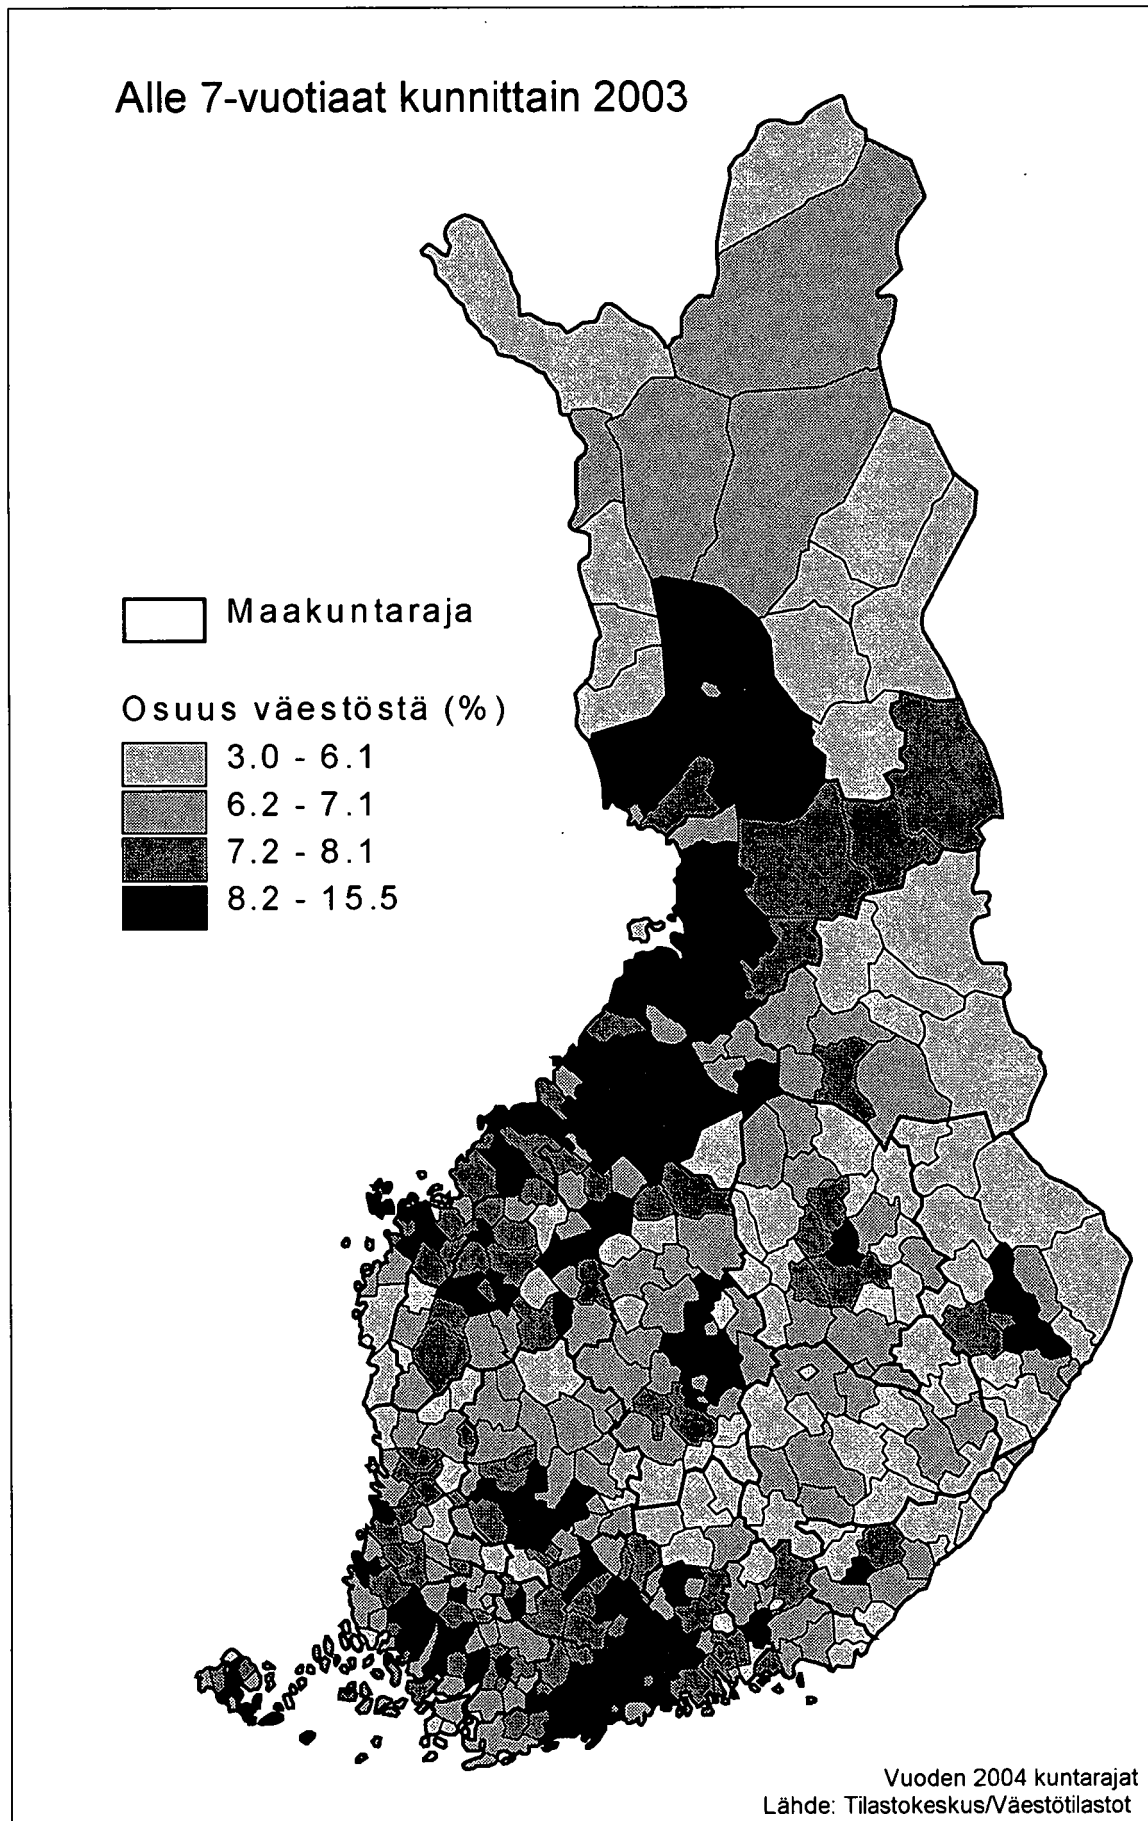 Alle 7-vuotiaat kunnittain 2003
Maakuntaraja
Osuus väestöstä (%)
3.0 - 6.1
6.2 - 7.1
7.2 - 8.1
8.2 - 15.5
Vuoden 2004 kuntarajat
Lähde: Tilastokeskus/Väestötilastot